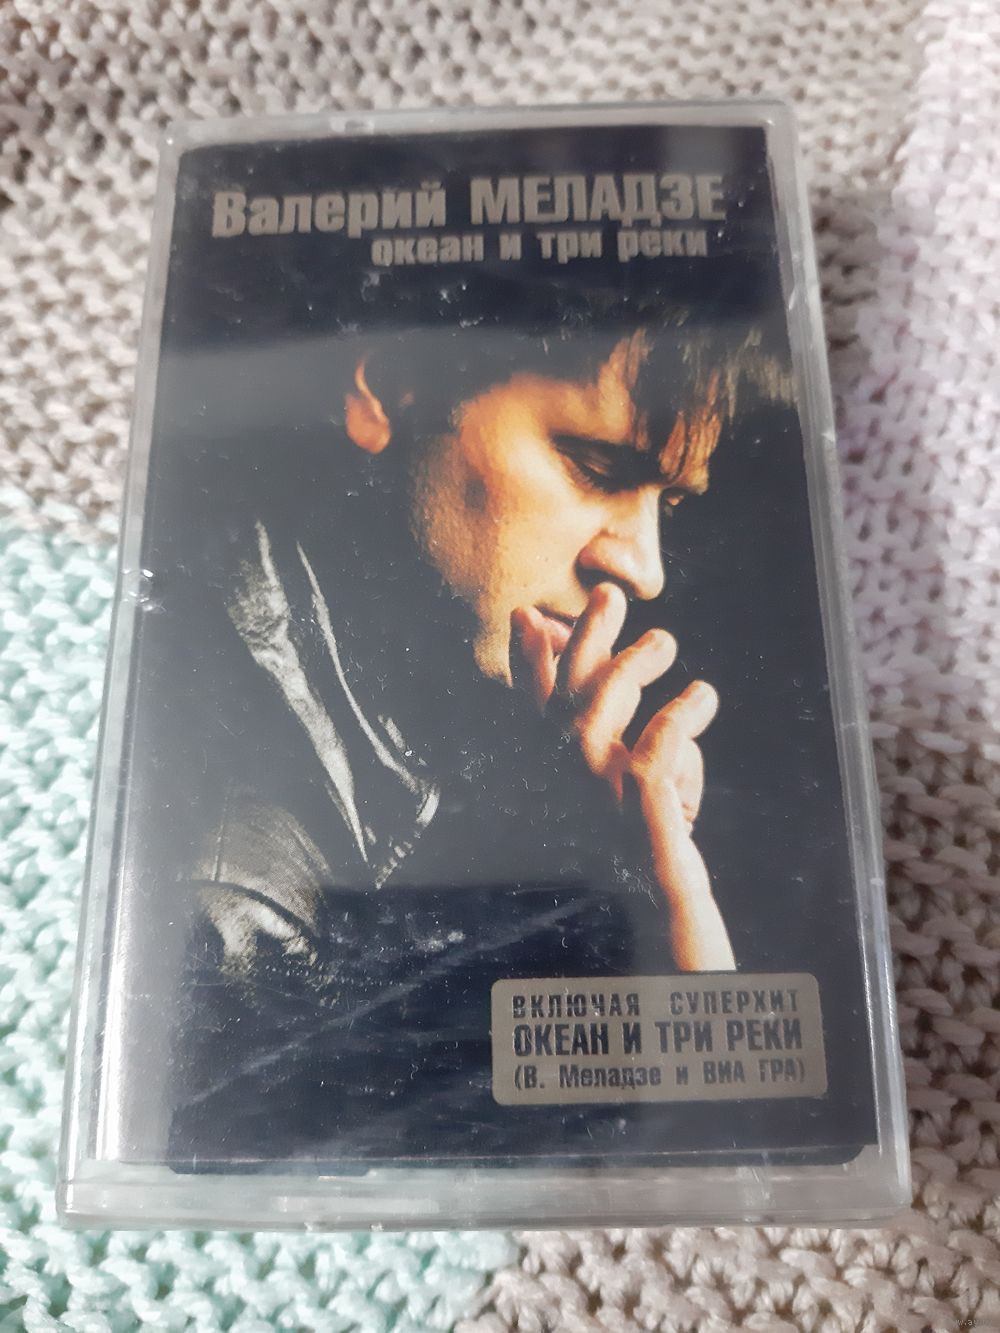 Валерий МЕЛАДЗЕ
океан и три реки
ВКЛЮЧАЯ СУПЕРХИТ
ОКЕАН И ТРИ РЕКИ
(В. Меладзе и ВИА ГРА)